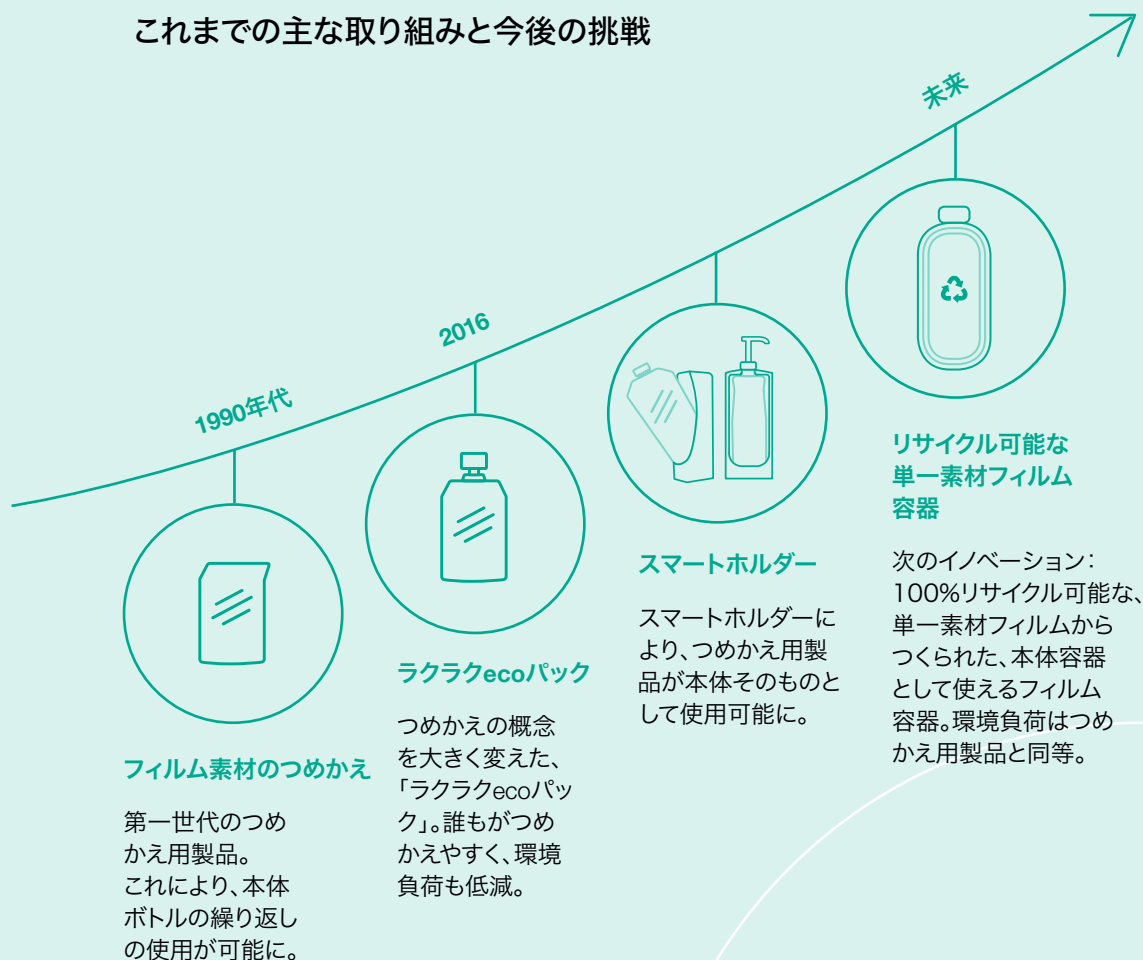 これまでの主な取り組みと今後の挑戦
1990年代
フィルム素材のつめかえ
第一世代のつめ
かえ用製品。
これにより、本体
ボトルの繰り返し
の使用が可能に。
2016
ラクラクecoパック
つめかえの概念
を大きく変えた、
「ラクラクecoパッ
ク」。誰もがつめ
かえやすく、環境
負荷も低減。
スマートホルダー
スマートホルダーに
より、つめかえ用製
品が本体そのものと
して使用可能に。
未来
リサイクル可能な
単一素材フィルム
容器
次のイノベーション：
100%リサイクル可能な、
単一素材フィルムから
つくられた、本体容器
として使えるフィルム
容器。環境負荷はつめ
かえ用製品と同等。